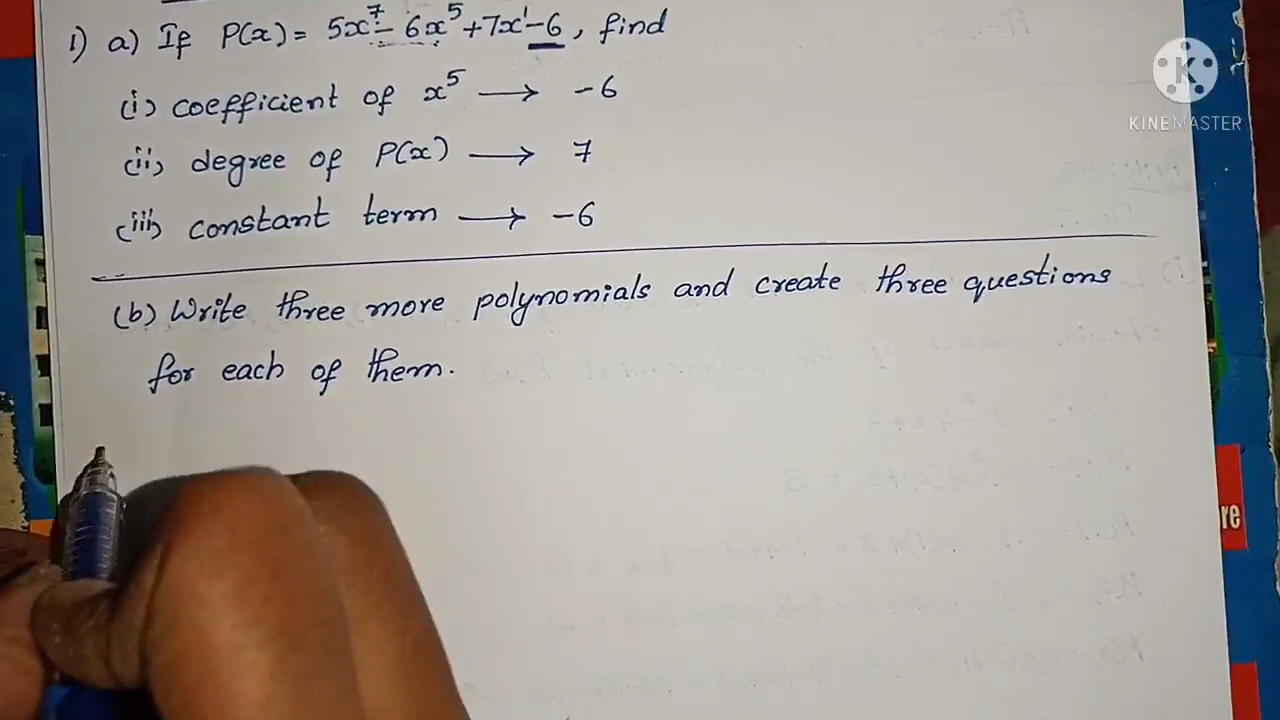 1) a) If P(x) = 5x⁷ - 6x⁵ + 7x¹ - 6, find
(i) coefficient of x⁵ → -6
(ii) degree of P(x) → 7
(iii) constant term → -6
(b) Write three more polynomials and create three questions
for each of them.
K
KINEMASTER
re